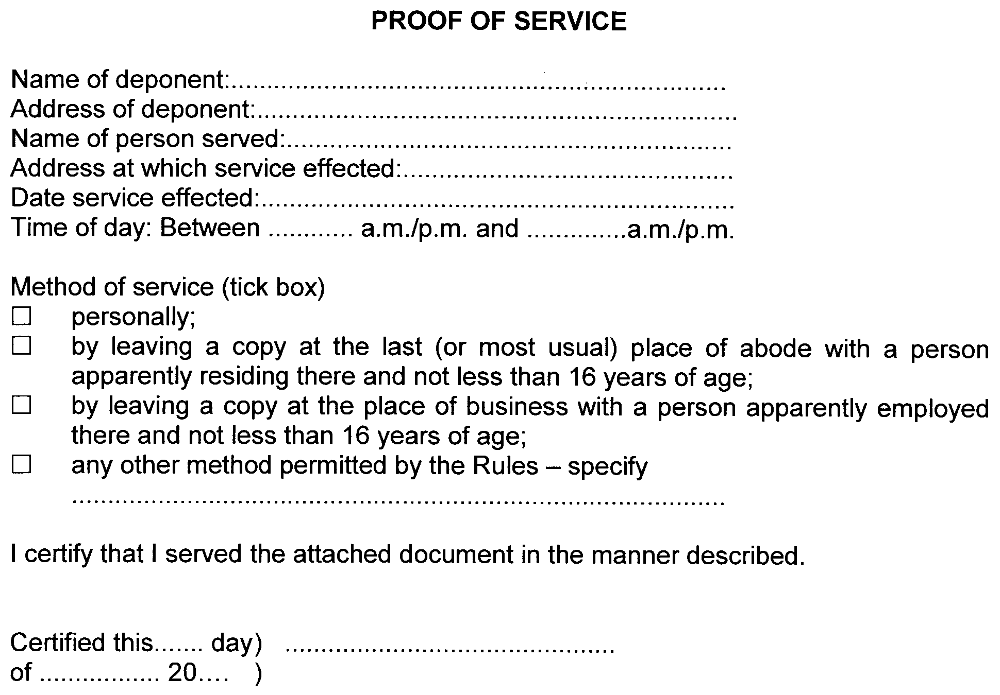 PROOF OF SERVICE
Name of deponent:.....................................................................
Address of deponent:...................................................................
Name of person served:..............................................................
Address at which service effected:..............................................
Date service effected:..................................................................
Time of day: Between ............ a.m./p.m. and ..............a.m./p.m.
Method of service (tick box)
☐ personally;
☐ by leaving a copy at the last (or most usual) place of abode with a person
apparently residing there and not less than 16 years of age;
☐ by leaving a copy at the place of business with a person apparently employed
there and not less than 16 years of age;
☐ any other method permitted by the Rules – specify
...........................................................................................
I certify that I served the attached document in the manner described.
Certified this....... day) ..............................................
of ................. 20.... )